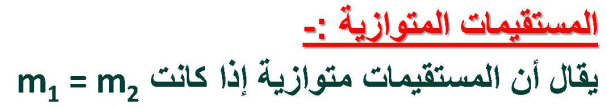 المستقيمات المتوازية :-
يقال أن المستقيمات متوازية إذا كانت m₁ = m₂